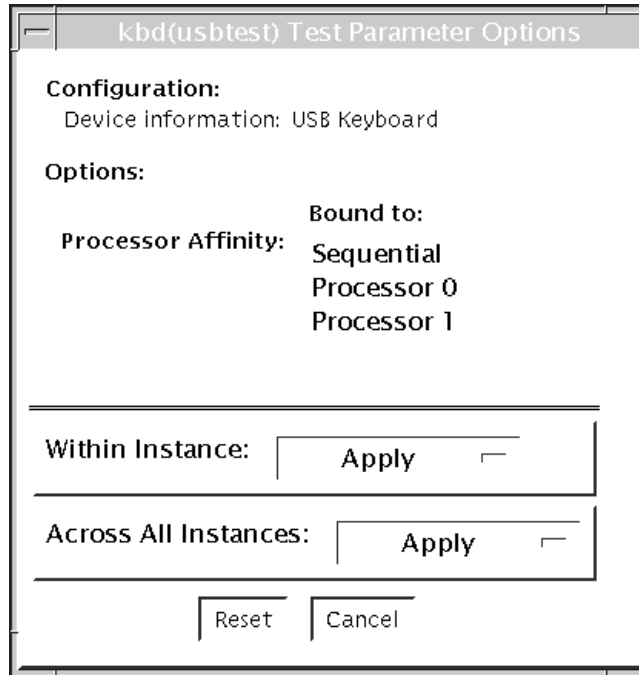 kbd(usbtest) Test Parameter Options
Configuration:
Device information: USB Keyboard
Options:
Bound to:
Processor Affinity:
Sequential
Processor 0
Processor 1
Within Instance: Apply
Across All Instances: Apply
Reset Cancel